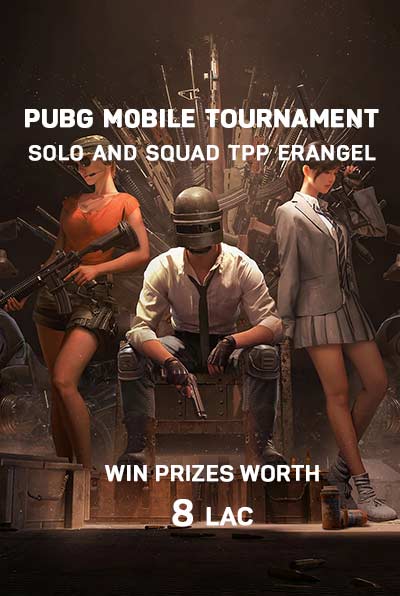 PUBG MOBILE TOURNAMENT
SOLO AND SQUAD TPP ERANGEL
WIN PRIZES WORTH
8 LAC